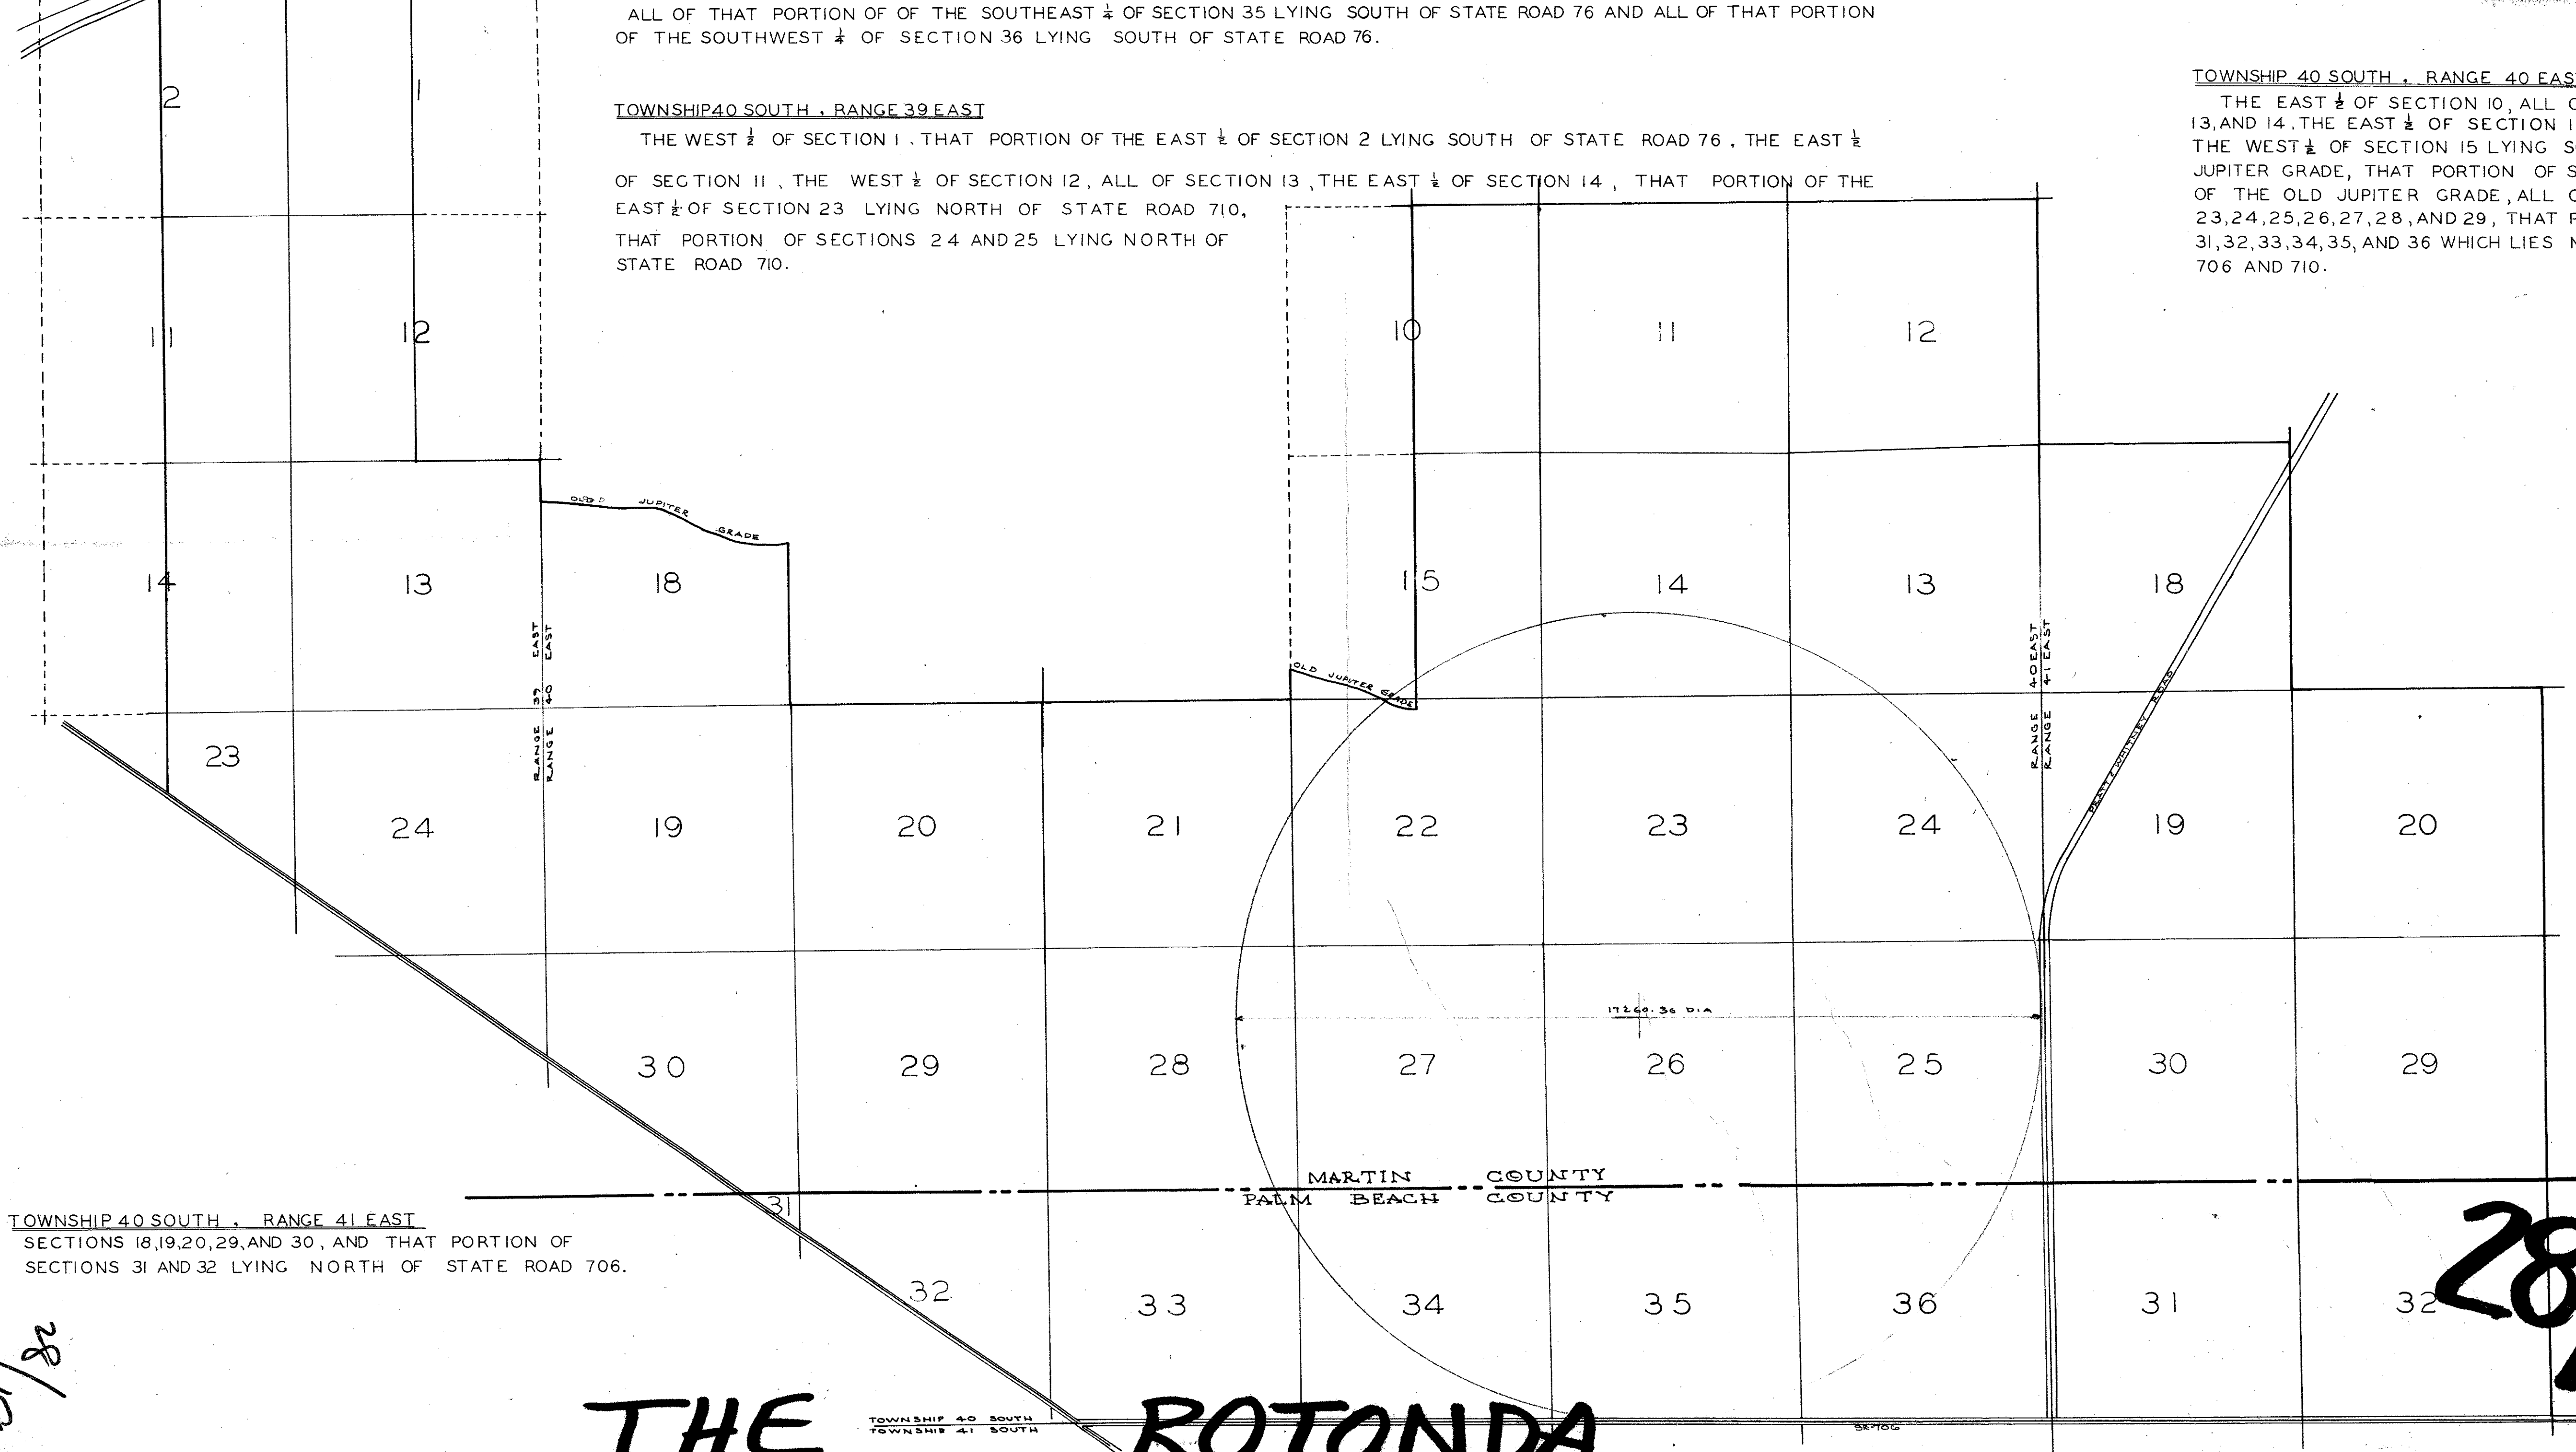 ALL OF THAT PORTION OF OF THE SOUTHEAST ¼ OF SECTION 35 LYING SOUTH OF STATE ROAD 76 AND ALL OF THAT PORTION
OF THE SOUTHWEST ¼ OF SECTION 36 LYING SOUTH OF STATE ROAD 76.
TOWNSHIP 40 SOUTH, RANGE 39 EAST
THE WEST ½ OF SECTION 1, THAT PORTION OF THE EAST ½ OF SECTION 2 LYING SOUTH OF STATE ROAD 76, THE EAST ½
OF SECTION 11, THE WEST ½ OF SECTION 12, ALL OF SECTION 13, THE EAST ½ OF SECTION 14, THAT PORTION OF THE
EAST ½ OF SECTION 23 LYING NORTH OF STATE ROAD 710,
THAT PORTION OF SECTIONS 24 AND 25 LYING NORTH OF
STATE ROAD 710.
TOWNSHIP 40 SOUTH, RANGE 40 EAS
THE EAST ½ OF SECTION 10, ALL
13, AND 14, THE EAST ½ OF SECTION 1
THE WEST ½ OF SECTION 15 LYING S
JUPITER GRADE, THAT PORTION OF S
OF THE OLD JUPITER GRADE, ALL
23,24,25,26,27,28, AND 29, THAT
31,32,33,34,35, AND 36 WHICH LIES N
706 AND 710.
2 1
11 12 10 11 12
OLD JUPITER GRADE
14 13 18 15 14 13 18
RANGE 39 EAST
RANGE 40 EAST
OLD JUPITER GRADE
RANGE 40 EAST
RANGE 41 EAST
PRATT & WHITNEY ROAD
23
24 19 20 21 22 23 24 19 20
17260.36 DIA
30 29 28 27 26 25 30 29
MARTIN COUNTY
PALM BEACH COUNTY
31
TOWNSHIP 40 SOUTH, RANGE 41 EAST
SECTIONS 18,19,20,29, AND 30, AND THAT PORTION OF
SECTIONS 31 AND 32 LYING NORTH OF STATE ROAD 706.
32 33 34 35 36 31 32
28
THE ROTONDA
TOWNSHIP 40 SOUTH
TOWNSHIP 41 SOUTH
SR-706